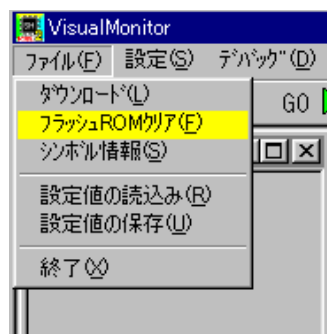 VisualMonitor
ファイル(F) 設定(S) デバッグ(D)
ダウンロード(L)
GO
フラッシュROMクリア(F)
シンボル情報(S)
設定値の読込み(R)
設定値の保存(U)
終了(X)